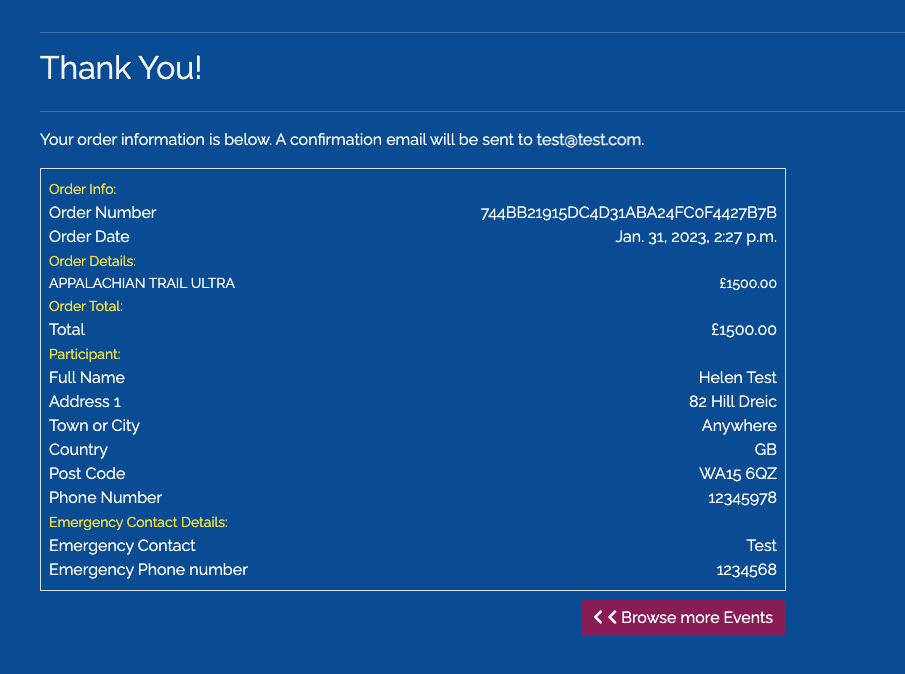 Thank You!
Your order information is below. A confirmation email will be sent to test@test.com.
Order Info:
Order Number 744BB21915DC4D31ABA24FC0F4427B7B
Order Date Jan. 31, 2023, 2:27 p.m.
Order Details:
APPALACHIAN TRAIL ULTRA £1500.00
Order Total:
Total £1500.00
Participant:
Full Name Helen Test
Address 1 82 Hill Dreic
Town or City Anywhere
Country GB
Post Code WA15 6QZ
Phone Number 12345978
Emergency Contact Details:
Emergency Contact Test
Emergency Phone number 1234568
Browse more Events